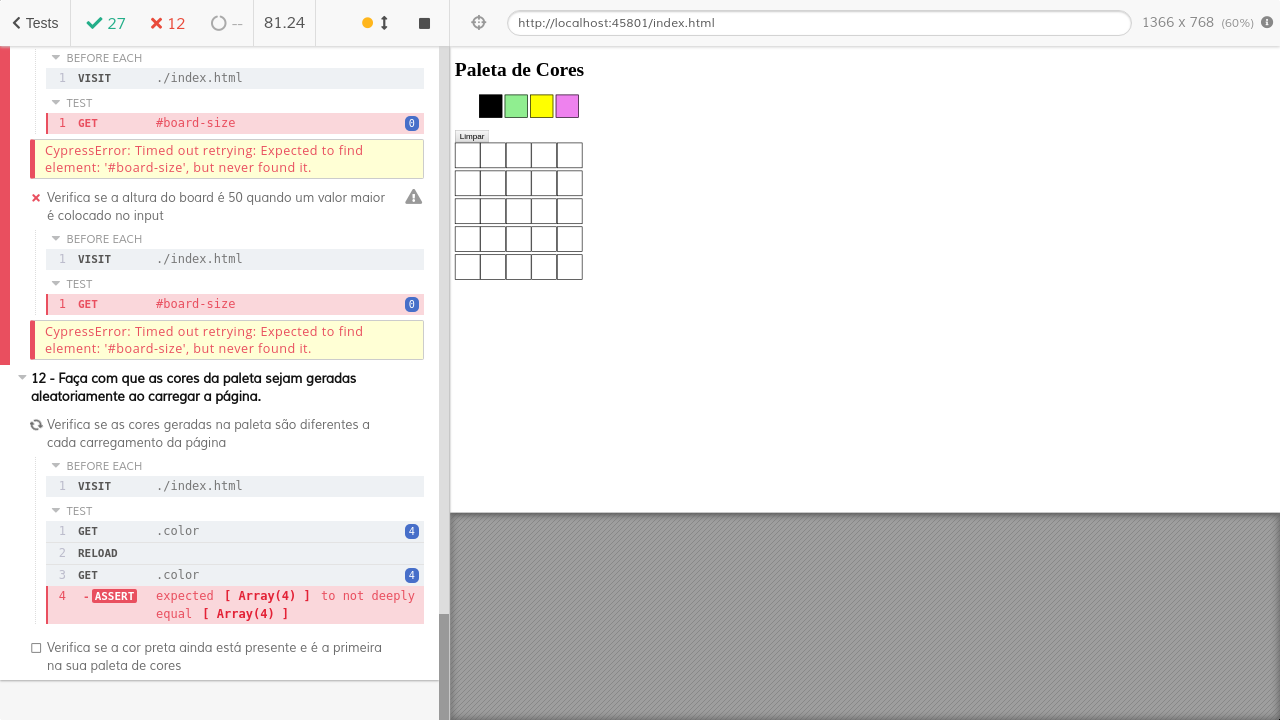 Tests 27 12 -- 81.24 http://localhost:45801/index.html 1366 x 768 (60%)
BEFORE EACH
1 VISIT ./index.html
TEST
1 GET #board-size 0
CypressError: Timed out retrying: Expected to find
element: '#board-size', but never found it.
Verifica se a altura do board é 50 quando um valor maior
é colocado no input
BEFORE EACH
1 VISIT ./index.html
TEST
1 GET #board-size 0
CypressError: Timed out retrying: Expected to find
element: '#board-size', but never found it.
12 - Faça com que as cores da paleta sejam geradas
aleatoriamente ao carregar a página.
Verifica se as cores geradas na paleta são diferentes a
cada carregamento da página
BEFORE EACH
1 VISIT ./index.html
TEST
1 GET .color 4
2 RELOAD
3 GET .color 4
4 -ASSERT expected [ Array(4) ] to not deeply
equal [ Array(4) ]
Verifica se a cor preta ainda está presente e é a primeira
na sua paleta de cores
Paleta de Cores
Limpar